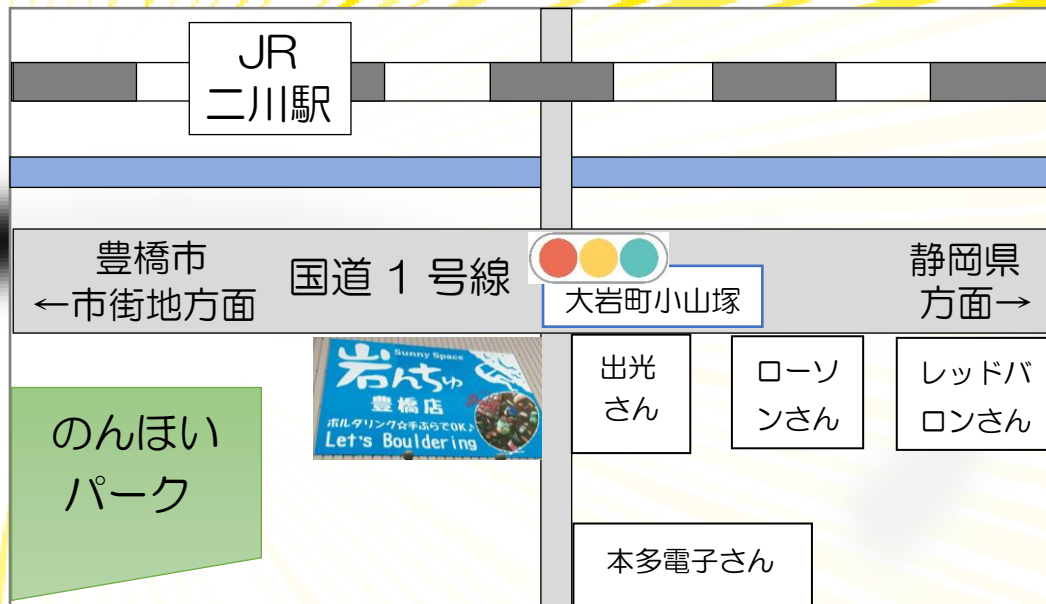 JR
二川駅
豊橋市
←市街地方面
国道 1 号線
大岩町小山塚
静岡県
方面→
Sunny Space
岩んちゅ
豊橋店
ボルダリング☆手ぶらでOK♪
Let's Bouldering
出光
さん
ローソ
ンさん
レッドバ
ロンさん
のんほい
パーク
本多電子さん